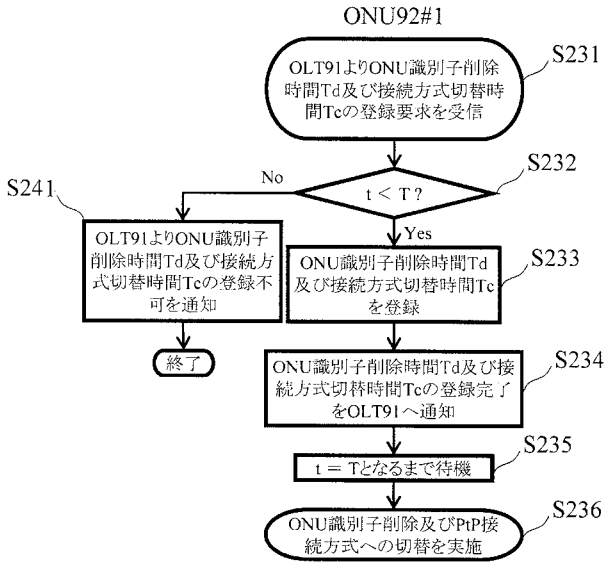 ONU92#1
S231
OLT91よりONU識別子削除
時間Td及び接続方式切替時
間Tcの登録要求を受信
S232
t < T ?
No
Yes
S241
OLT91よりONU識別子
削除時間Td及び接続方
式切替時間Tcの登録不
可を通知
終了
S233
ONU識別子削除時間Td
及び接続方式切替時間Tc
を登録
S234
ONU識別子削除時間Td及び接
続方式切替時間Tcの登録完了
をOLT91へ通知
S235
t = Tとなるまで待機
S236
ONU識別子削除及びPtP接
続方式への切替を実施